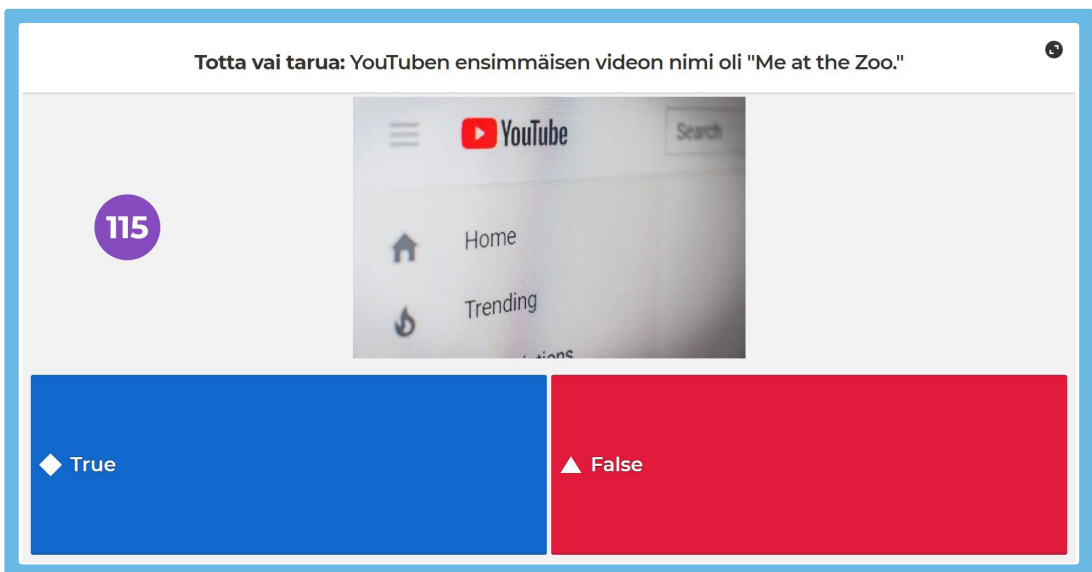 Totta vai tarua: YouTuben ensimmäisen videon nimi oli "Me at the Zoo."
YouTube
Search
115
Home
Trending
True
False